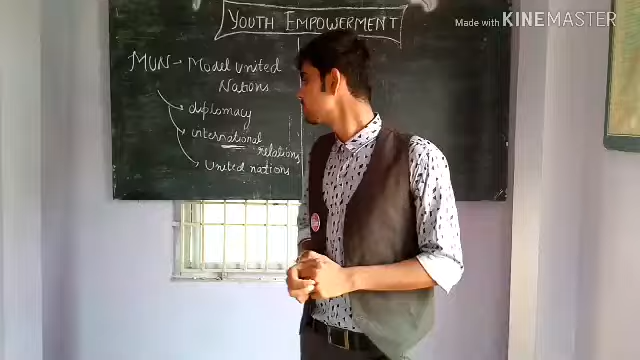 YOUTH EMPOWERMENT
Made with KINEMASTER
MUN - Model united
Nations
diplomacy
international
relations
United nations